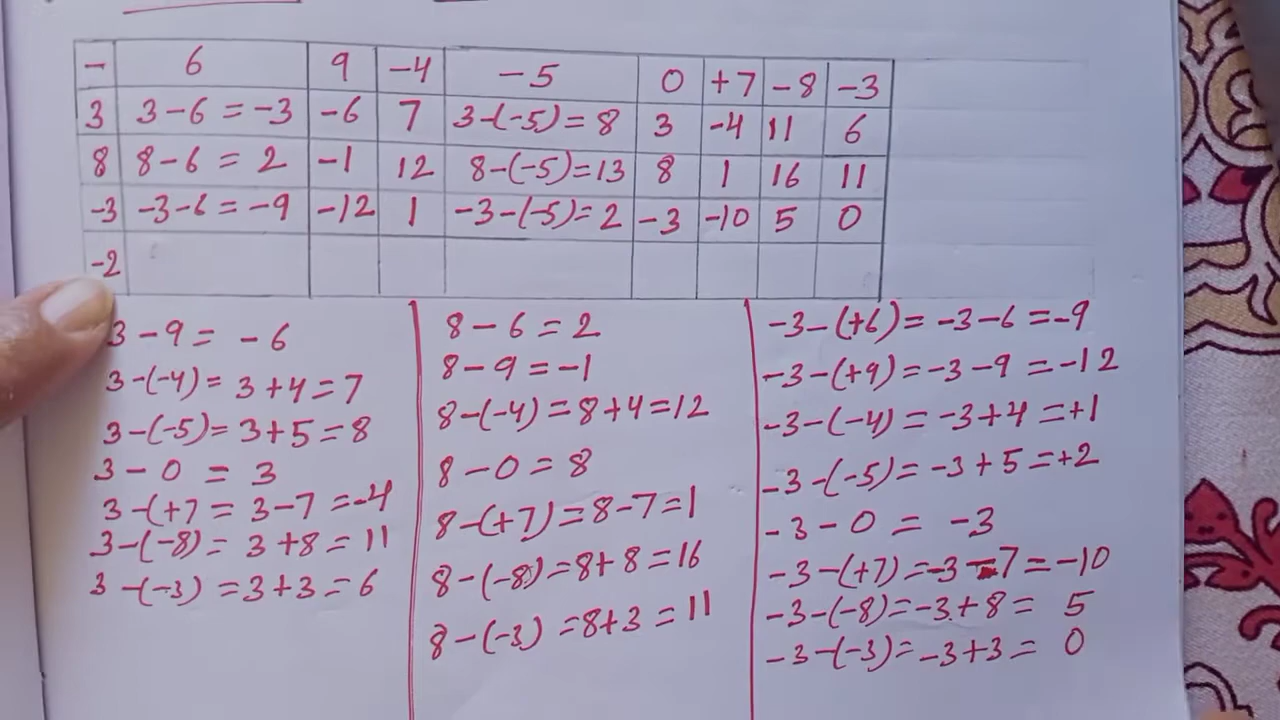 - 6 9 -4 -5 0 +7 -8 -3
3 3-6=-3 -6 7 3-(-5)=8 3 -4 11 6
8 8-6=2 -1 12 8-(-5)=13 8 1 16 11
-3 -3-6=-9 -12 1 -3-(-5)=2 -3 -10 5 0
-2
3-9= -6
3-(-4)= 3+4=7
3-(-5)= 3+5=8
3-0 = 3
3-(+7 = 3-7=-4
3-(-8)= 3+8=11
3-(-3) =3+3=6
8-6=2
8-9=-1
8-(-4)=8+4=12
8-0=8
8-(+7)=8-7=1
8-(-8)=8+8=16
8-(-3) =8+3=11
-3-(+6)= -3-6=-9
-3-(+9)=-3-9=-12
-3-(-4)= -3+4=+1
-3-(-5)= -3+5=+2
-3-0 = -3
-3-(+7)=-3-7=-10
-3-(-8)=-3+8= 5
-3-(-3)= -3+3= 0